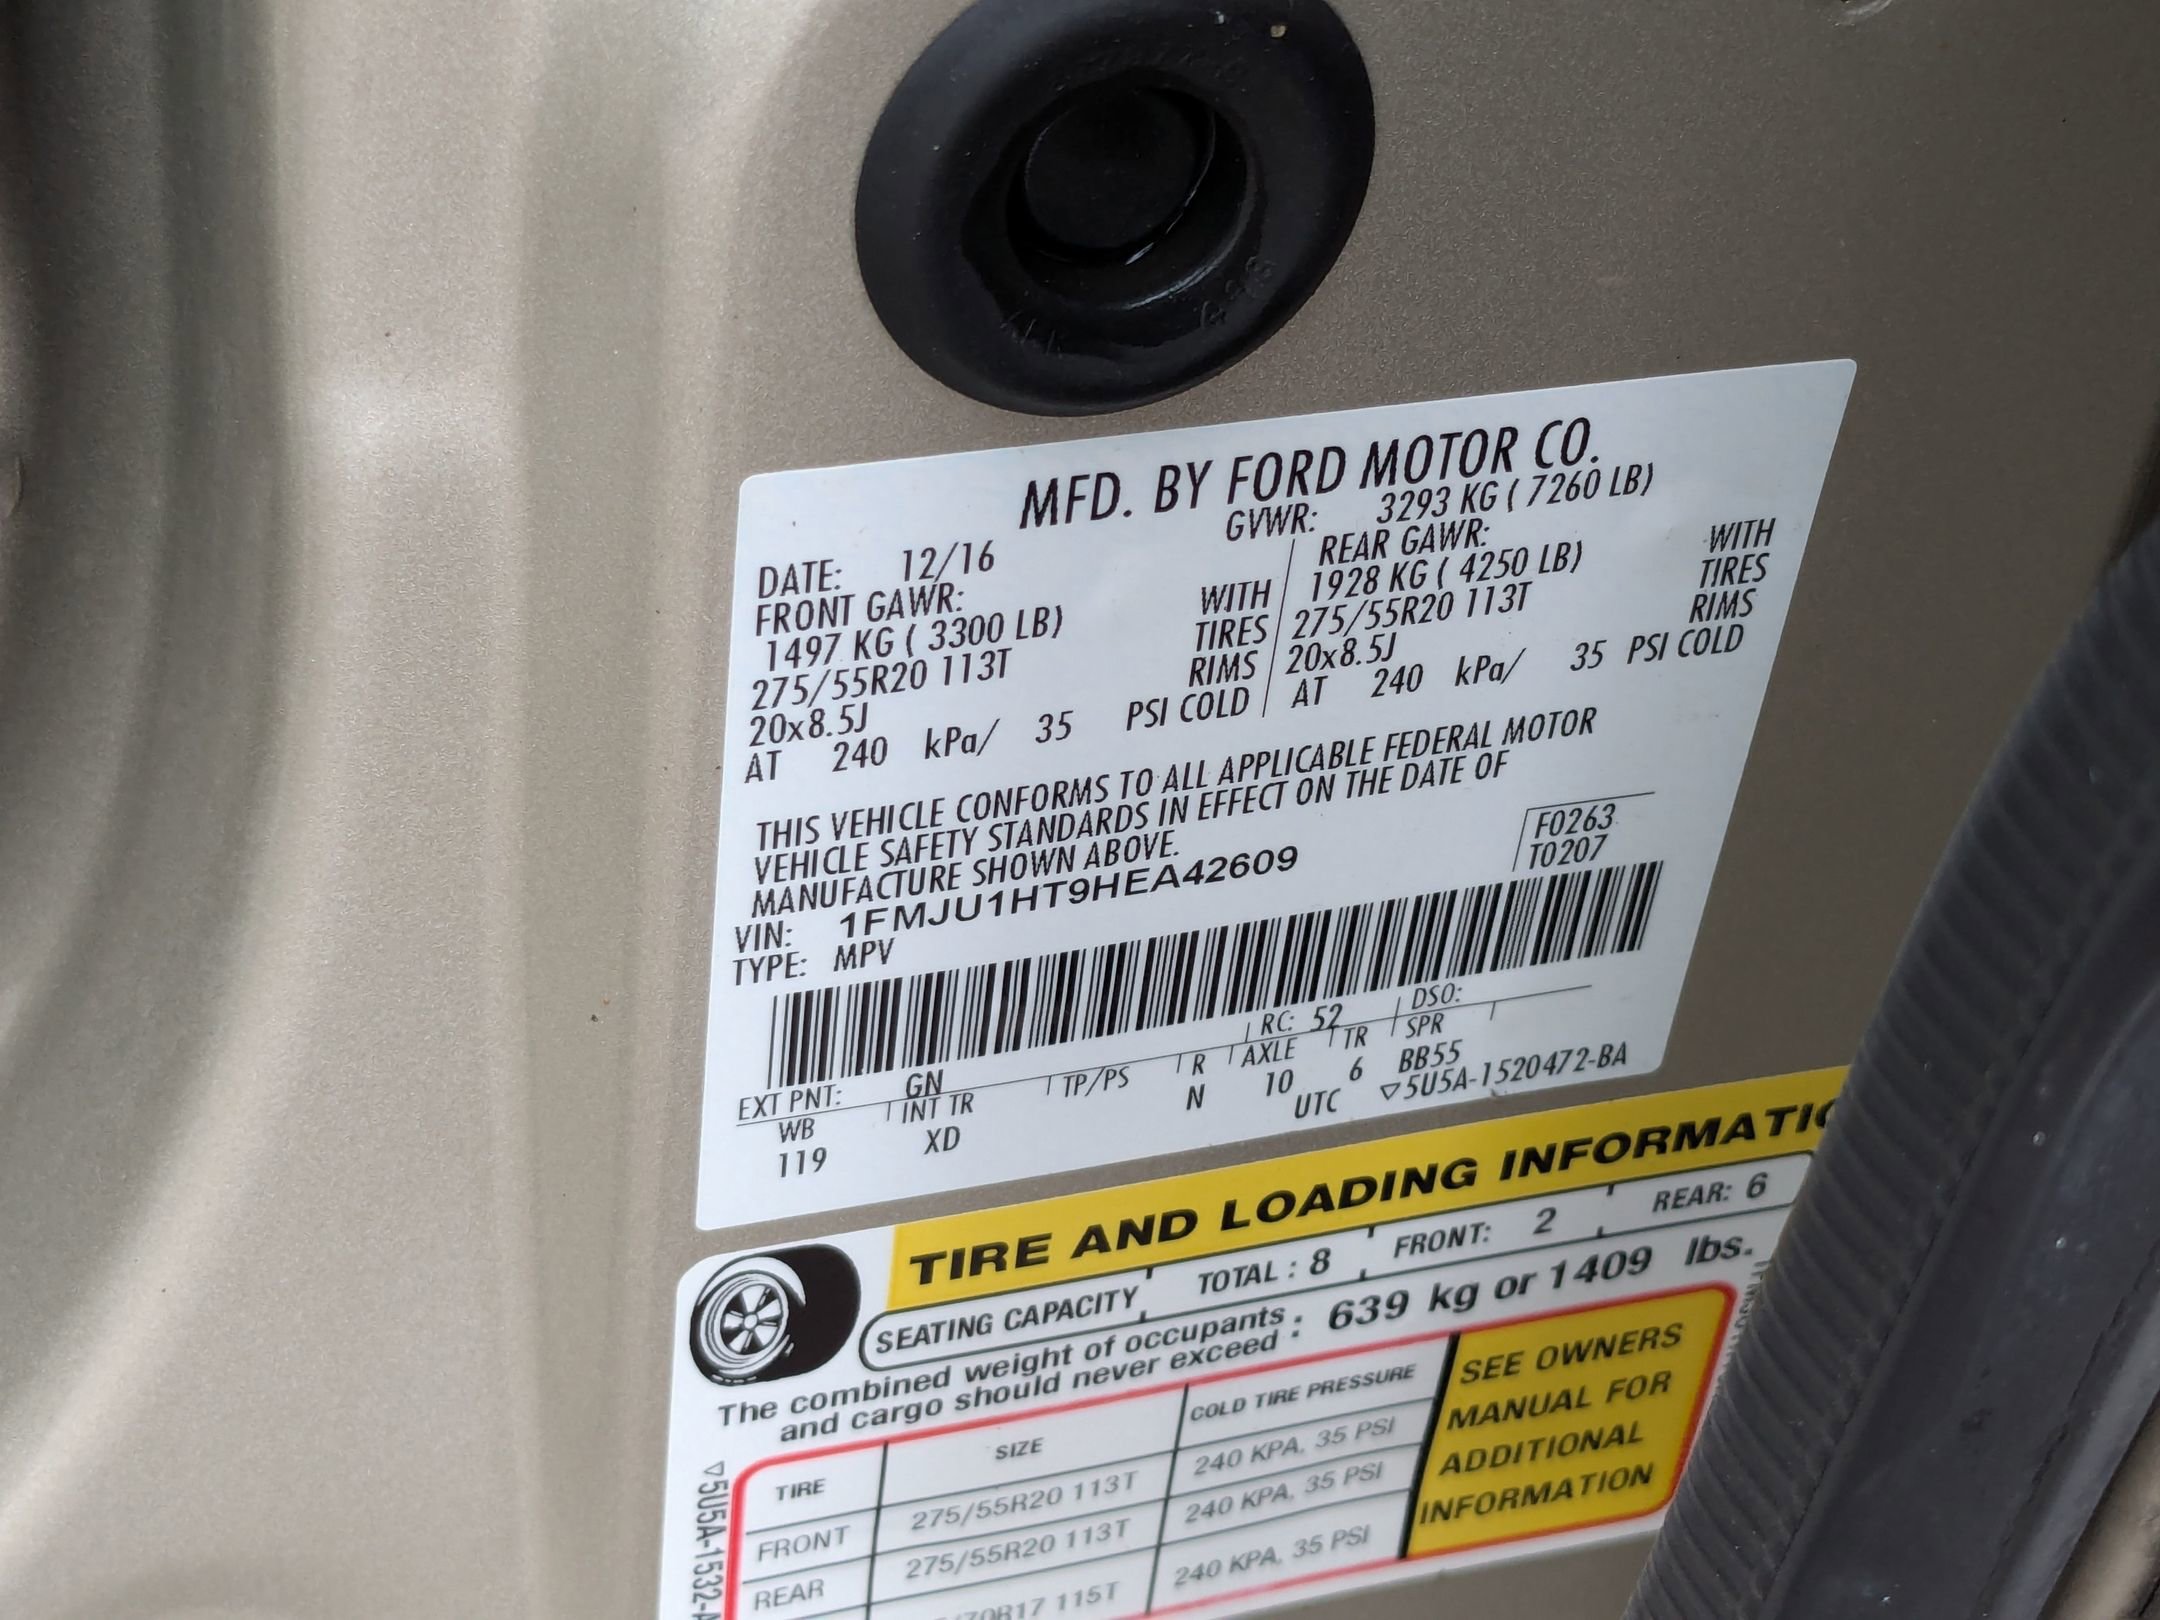 MFD. BY FORD MOTOR CO.
DATE: 12/16
GVWR: 3293 KG ( 7260 LB)
FRONT GAWR:
1497 KG ( 3300 LB) WITH
275/55R20 113T TIRES
20x8.5J RIMS
AT 240 kPa/ 35 PSI COLD
REAR GAWR:
1928 KG ( 4250 LB) WITH
275/55R20 113T TIRES
20x8.5J RIMS
AT 240 kPa/ 35 PSI COLD
THIS VEHICLE CONFORMS TO ALL APPLICABLE FEDERAL MOTOR
VEHICLE SAFETY STANDARDS IN EFFECT ON THE DATE OF
MANUFACTURE SHOWN ABOVE.
VIN: 1FMJU1HT9HEA42609
TYPE: MPV
F0263
T0207
EXT PNT: GN RC: 52 DSO:
WB INT TR TP/PS R AXLE TR SPR
119 XD N 10 6 BB55
UTC ▽5U5A-1520472-BA
TIRE AND LOADING INFORMATIO
SEATING CAPACITY TOTAL : 8 FRONT: 2 REAR: 6
The combined weight of occupants
and cargo should never exceed : 639 kg or 1409 lbs.
TIRE SIZE COLD TIRE PRESSURE
FRONT 275/55R20 113T 240 KPA, 35 PSI
REAR 275/55R20 113T 240 KPA, 35 PSI
70R17 115T 240 KPA, 35 PSI
SEE OWNERS
MANUAL FOR
ADDITIONAL
INFORMATION
▽5U5A-1532-A